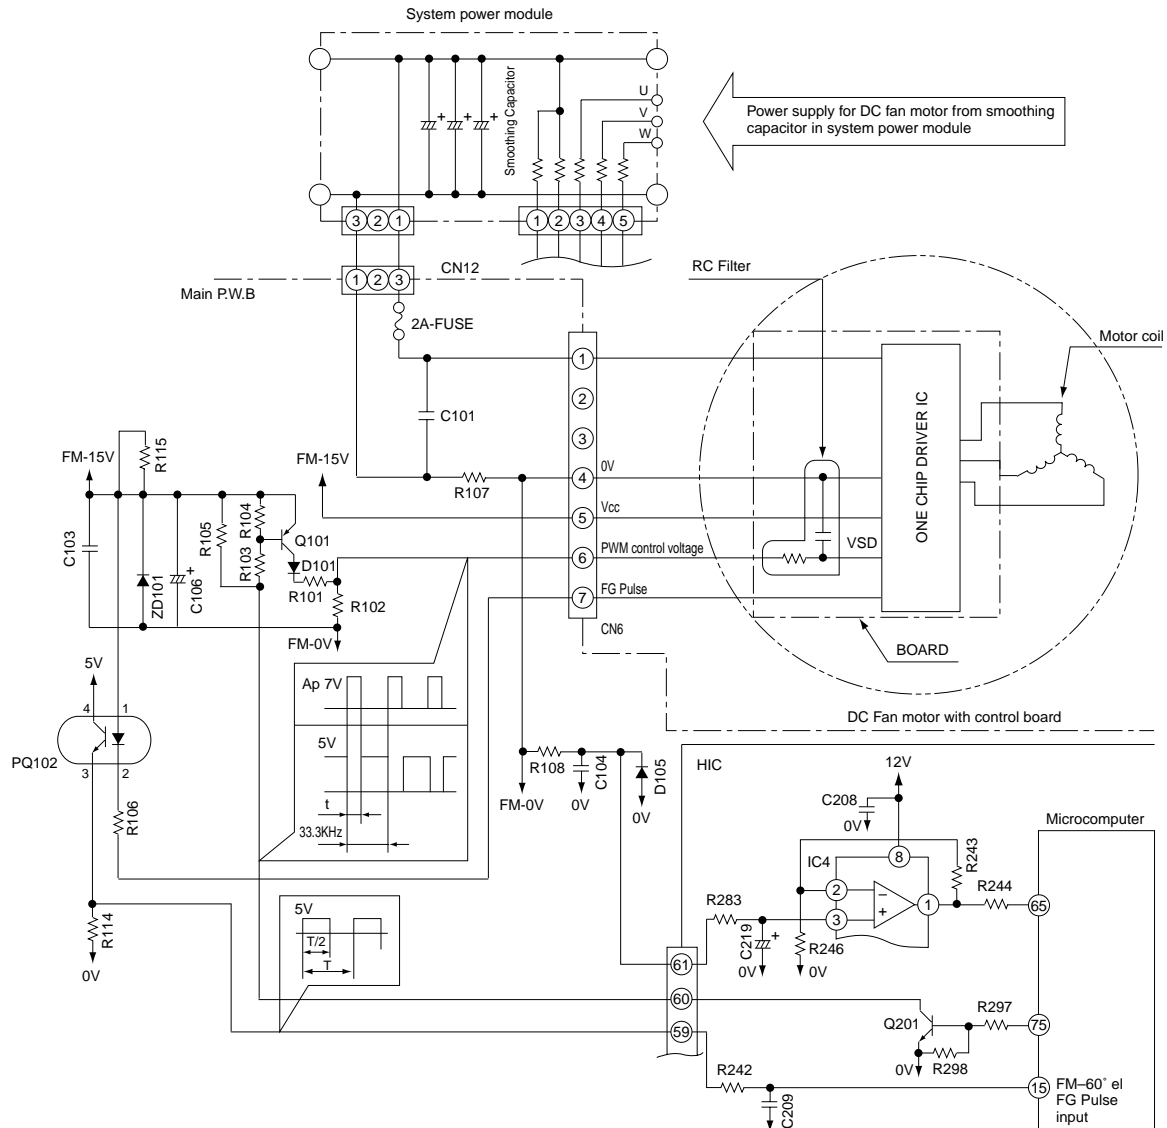 System power module
Smoothing Capacitor
U
V
W
Power supply for DC fan motor from smoothing
capacitor in system power module
3 2 1
1 2 3 4 5
CN12
1 2 3
Main P.W.B
2A-FUSE
RC Filter
Motor coil
1
2
3
4
5
6
7
CN6
C101
R107
0V
Vcc
PWM control voltage
FG Pulse
VSD
ONE CHIP DRIVER IC
BOARD
DC Fan motor with control board
FM-15V
R115
FM-15V
C103
ZD101
C106
+
R105
R104
R103
Q101
D101
R101
R102
FM-0V
5V
4
1
PQ102
3
2
R106
R114
0V
Ap 7V
5V
t
33.3KHz
5V
T/2
T
R108
C104
D105
FM-0V
0V
0V
HIC
12V
C208
0V
Microcomputer
IC4
8
R243
2
3
1
R244
65
R283
C219
+
0V
R246
0V
61
60
59
Q201
R297
75
0V
R298
R242
C209
15
FM–60˚ el
FG Pulse
input